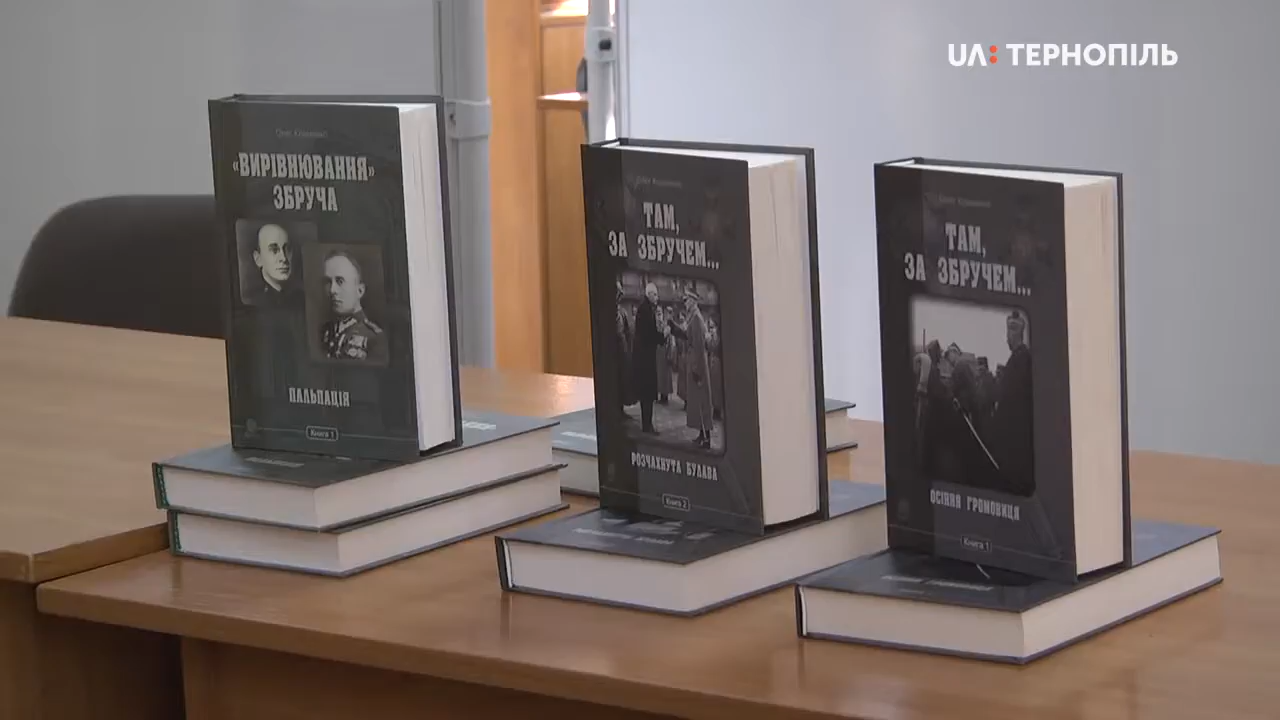 UA: ТЕРНОПІЛЬ
«ВИРІВНЮВАННЯ»
ЗБРУЧА
ПАЛЬПАЦІЯ
Книга 1
ТАМ,
ЗА ЗБРУЧЕМ...
РОЗЧАХНУТА БУЛАВА
Книга 2
ТАМ,
ЗА ЗБРУЧЕМ...
ОСІННЯ ГРОМОВИЦЯ
Книга 1